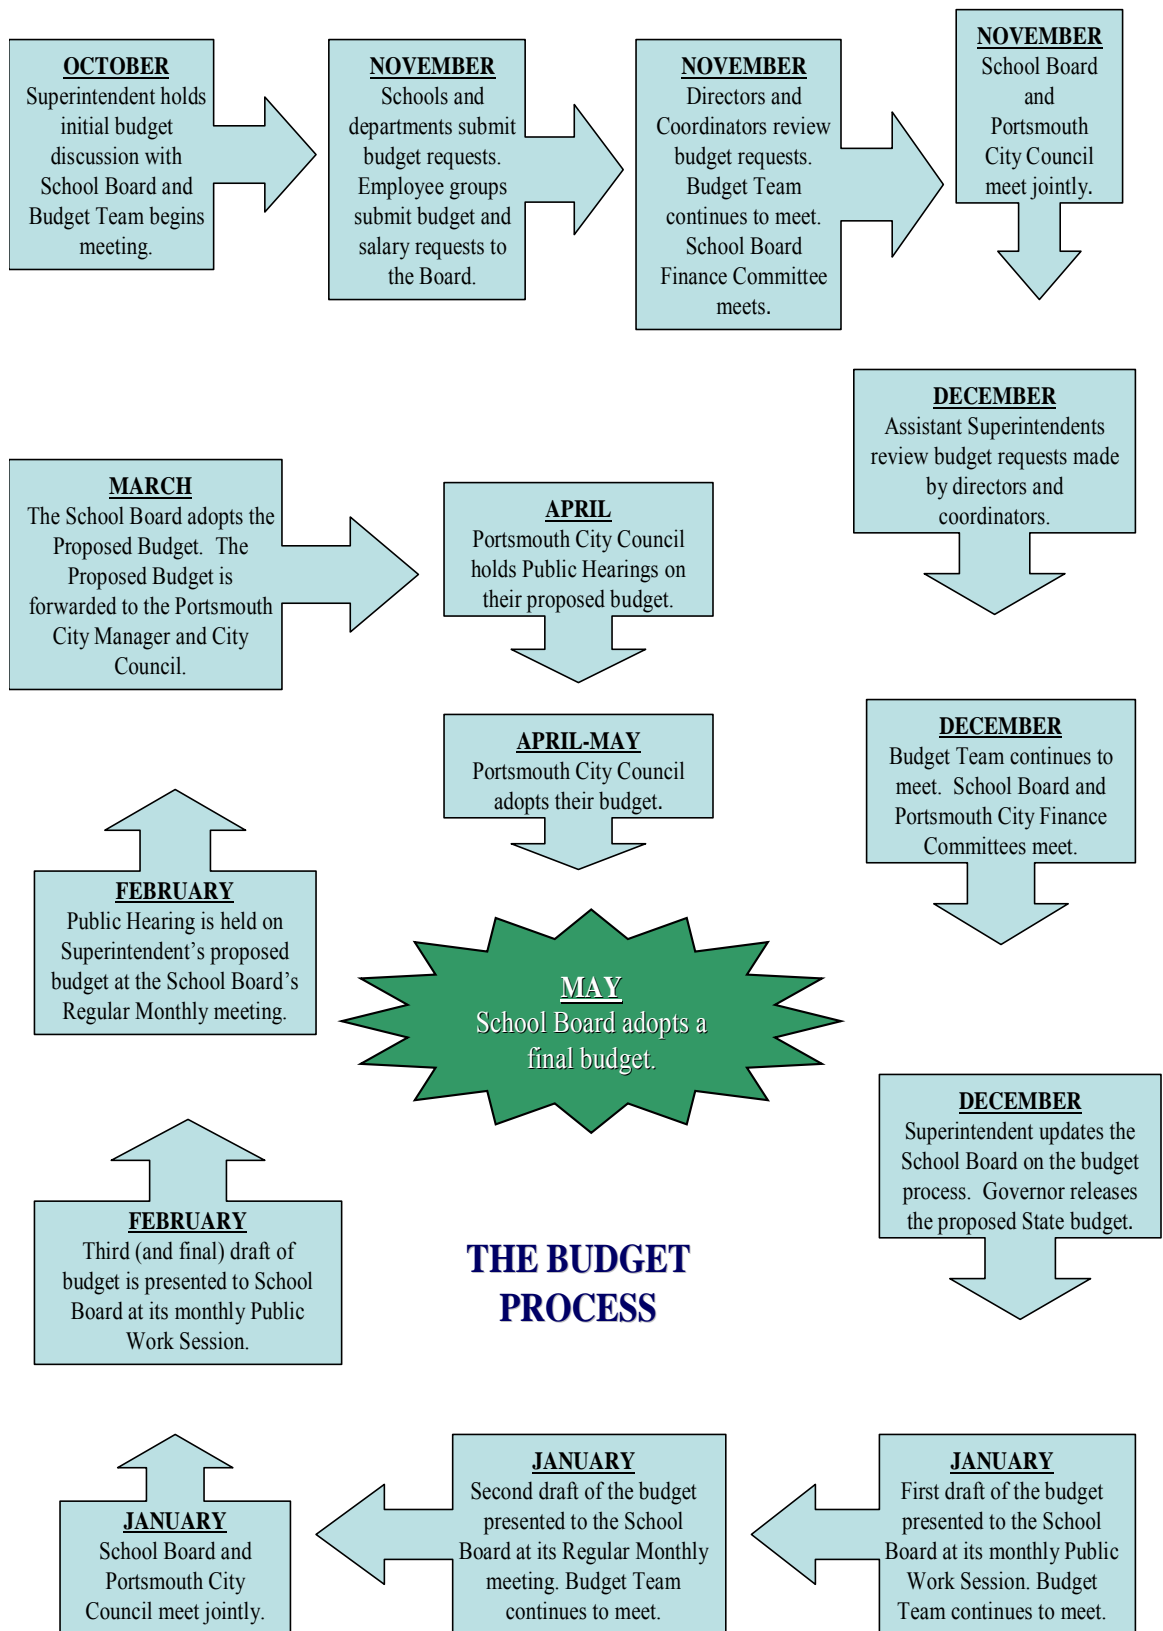 OCTOBER
Superintendent holds
initial budget
discussion with
School Board and
Budget Team begins
meeting.
NOVEMBER
Schools and
departments submit
budget requests.
Employee groups
submit budget and
salary requests to
the Board.
NOVEMBER
Directors and
Coordinators review
budget requests.
Budget Team
continues to meet.
School Board
Finance Committee
meets.
NOVEMBER
School Board
and
Portsmouth
City Council
meet jointly.
DECEMBER
Assistant Superintendents
review budget requests made
by directors and
coordinators.
DECEMBER
Budget Team continues to
meet. School Board and
Portsmouth City Finance
Committees meet.
DECEMBER
Superintendent updates the
School Board on the budget
process. Governor releases
the proposed State budget.
JANUARY
First draft of the budget
presented to the School
Board at its monthly Public
Work Session. Budget
Team continues to meet.
JANUARY
Second draft of the budget
presented to the School
Board at its Regular Monthly
meeting. Budget Team
continues to meet.
JANUARY
School Board and
Portsmouth City
Council meet jointly.
FEBRUARY
Third (and final) draft of
budget is presented to School
Board at its monthly Public
Work Session.
FEBRUARY
Public Hearing is held on
Superintendent's proposed
budget at the School Board's
Regular Monthly meeting.
MARCH
The School Board adopts the
Proposed Budget. The
Proposed Budget is
forwarded to the Portsmouth
City Manager and City
Council.
APRIL
Portsmouth City Council
holds Public Hearings on
their proposed budget.
APRIL-MAY
Portsmouth City Council
adopts their budget.
MAY
School Board adopts a
final budget.
THE BUDGET
PROCESS